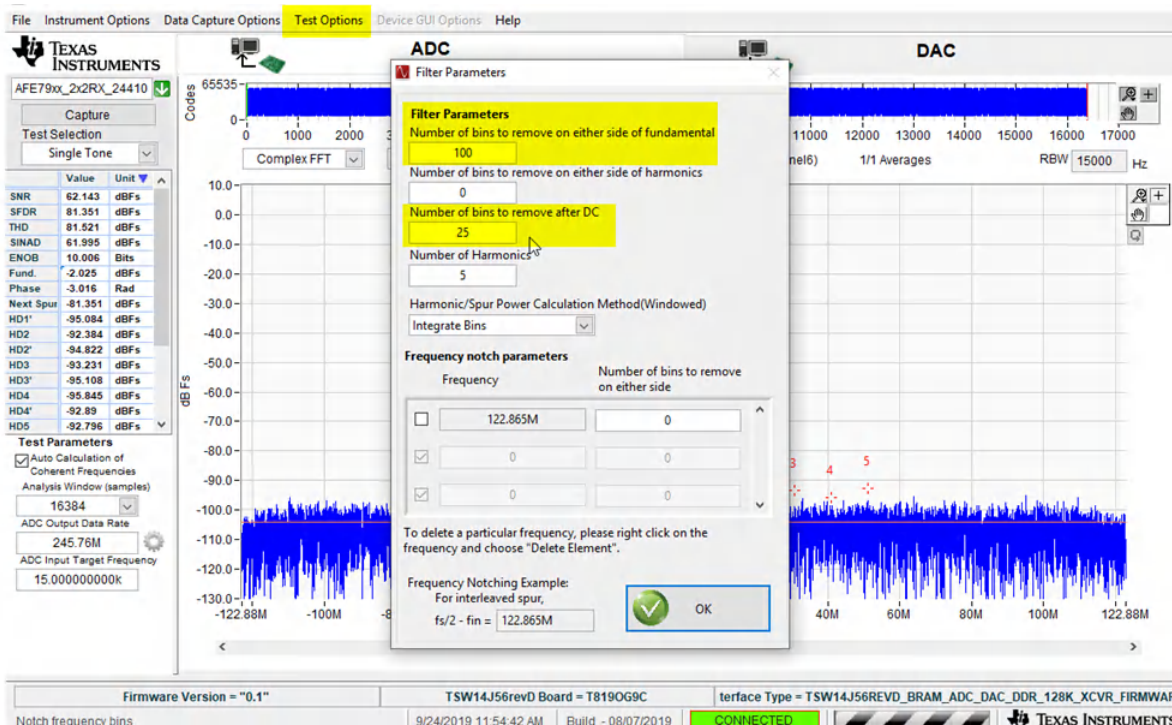 File Instrument Options Data Capture Options Test Options Device GUI Options Help
TEXAS INSTRUMENTS
ADC
DAC
AFE79xx_2x2RX_24410
Capture
Test Selection
Single Tone
Value Unit
SNR 62.143 dBFs
SFDR 81.351 dBFs
THD 81.521 dBFs
SINAD 61.995 dBFs
ENOB 10.006 Bits
Fund. -2.025 dBFs
Phase -3.016 Rad
Next Spur -81.351 dBFs
HD1' -95.084 dBFs
HD2 -92.384 dBFs
HD2' -94.822 dBFs
HD3 -93.231 dBFs
HD3' -95.108 dBFs
HD4 -95.845 dBFs
HD4' -92.89 dBFs
HD5 -92.796 dBFs
Test Parameters
Auto Calculation of
Coherent Frequencies
Analysis Window (samples)
16384
ADC Output Data Rate
245.76M
ADC Input Target Frequency
15.000000000k
Codes
65535
0
0 1000 2000
11000 12000 13000 14000 15000 16000 17000
Complex FFT
nel6) 1/1 Averages RBW 15000 Hz
dBFs
10.0
0.0
-10.0
-20.0
-30.0
-40.0
-50.0
-60.0
-70.0
-80.0
-90.0
-100.0
-110.0
-120.0
-130.0
-122.88M -100M
40M 60M 80M 100M 122.88M
3 4 5
Filter Parameters
Filter Parameters
Number of bins to remove on either side of fundamental
100
Number of bins to remove on either side of harmonics
0
Number of bins to remove after DC
25
Number of Harmonics
5
Harmonic/Spur Power Calculation Method(Windowed)
Integrate Bins
Frequency notch parameters
Frequency
Number of bins to remove
on either side
122.865M 0
0 0
0 0
To delete a particular frequency, please right click on the
frequency and choose "Delete Element".
Frequency Notching Example:
For interleaved spur,
fs/2 - fin = 122.865M
OK
Firmware Version = "0.1" TSW14J56revD Board = T819OG9C terface Type = TSW14J56REVD_BRAM_ADC_DAC_DDR_128K_XCVR_FIRMWAR
Notch frequency bins 9/24/2019 11:54:42 AM Build - 08/07/2019 CONNECTED TEXAS INSTRUMENT